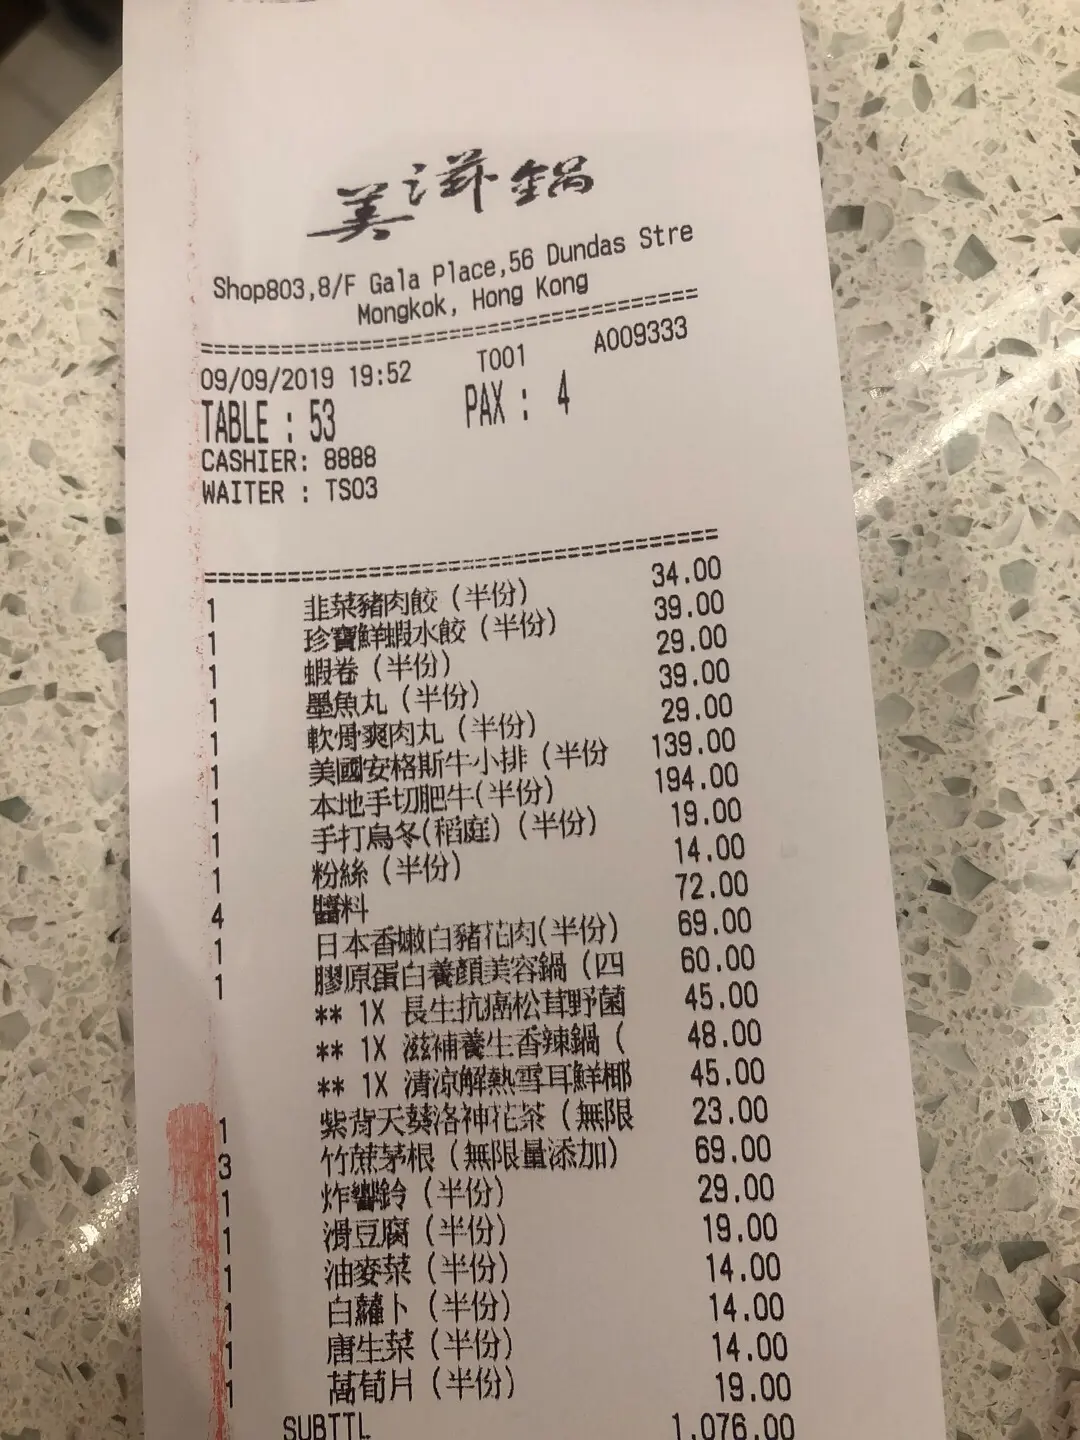 美滋鍋
Shop803,8/F Gala Place,56 Dundas Stre
Mongkok, Hong Kong
09/09/2019 19:52 T001 A009333
TABLE : 53 PAX : 4
CASHIER: 8888
WAITER : TS03
1 韭菜豬肉餃(半份) 34.00
1 珍寶鮮蝦水餃(半份) 39.00
1 蝦卷(半份) 29.00
1 墨魚丸(半份) 39.00
1 軟骨爽肉丸(半份) 29.00
1 美國安格斯牛小排(半份 139.00
1 本地手切肥牛(半份) 194.00
1 手打烏冬(稻庭)(半份) 19.00
1 粉絲(半份) 14.00
4 醬料 72.00
1 日本香嫩白豬花肉(半份) 69.00
1 膠原蛋白養顏美容鍋(四 60.00
** 1X 長生抗癌松茸野菌 45.00
** 1X 滋補養生香辣鍋( 48.00
** 1X 清涼解熱雪耳鮮椰 45.00
1 紫背天葵洛神花茶(無限 23.00
3 竹蔗茅根(無限量添加) 69.00
1 炸響鈴(半份) 29.00
1 滑豆腐(半份) 19.00
1 油麥菜(半份) 14.00
1 白蘿卜(半份) 14.00
1 唐生菜(半份) 14.00
1 萵筍片(半份) 19.00
SUBTTL 1,076.00